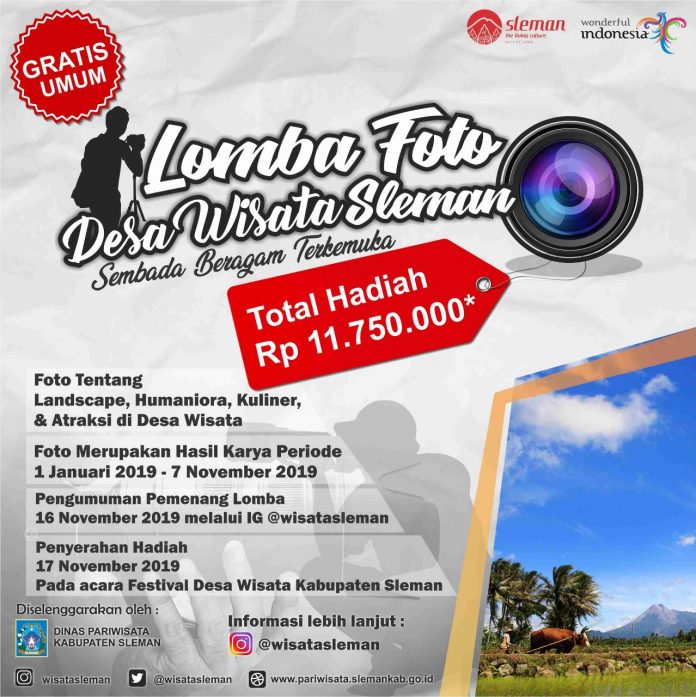 GRATIS
UMUM
sleman
the living culture
wonderful
indonesia
Lomba Foto
Desa Wisata Sleman
Sembada Beragam Terkemuka
Total Hadiah
Rp 11.750.000*
Foto Tentang
Landscape, Humaniora, Kuliner,
& Atraksi di Desa Wisata
Foto Merupakan Hasil Karya Periode
1 Januari 2019 - 7 November 2019
Pengumuman Pemenang Lomba
16 November 2019 melalui IG @wisatasleman
Penyerahan Hadiah
17 November 2019
Pada acara Festival Desa Wisata Kabupaten Sleman
Diselenggarakan oleh :
DINAS PARIWISATA
KABUPATEN SLEMAN
Informasi lebih lanjut :
@wisatasleman
wisatasleman
@wisatasleman
www.pariwisata.slemankab.go.id